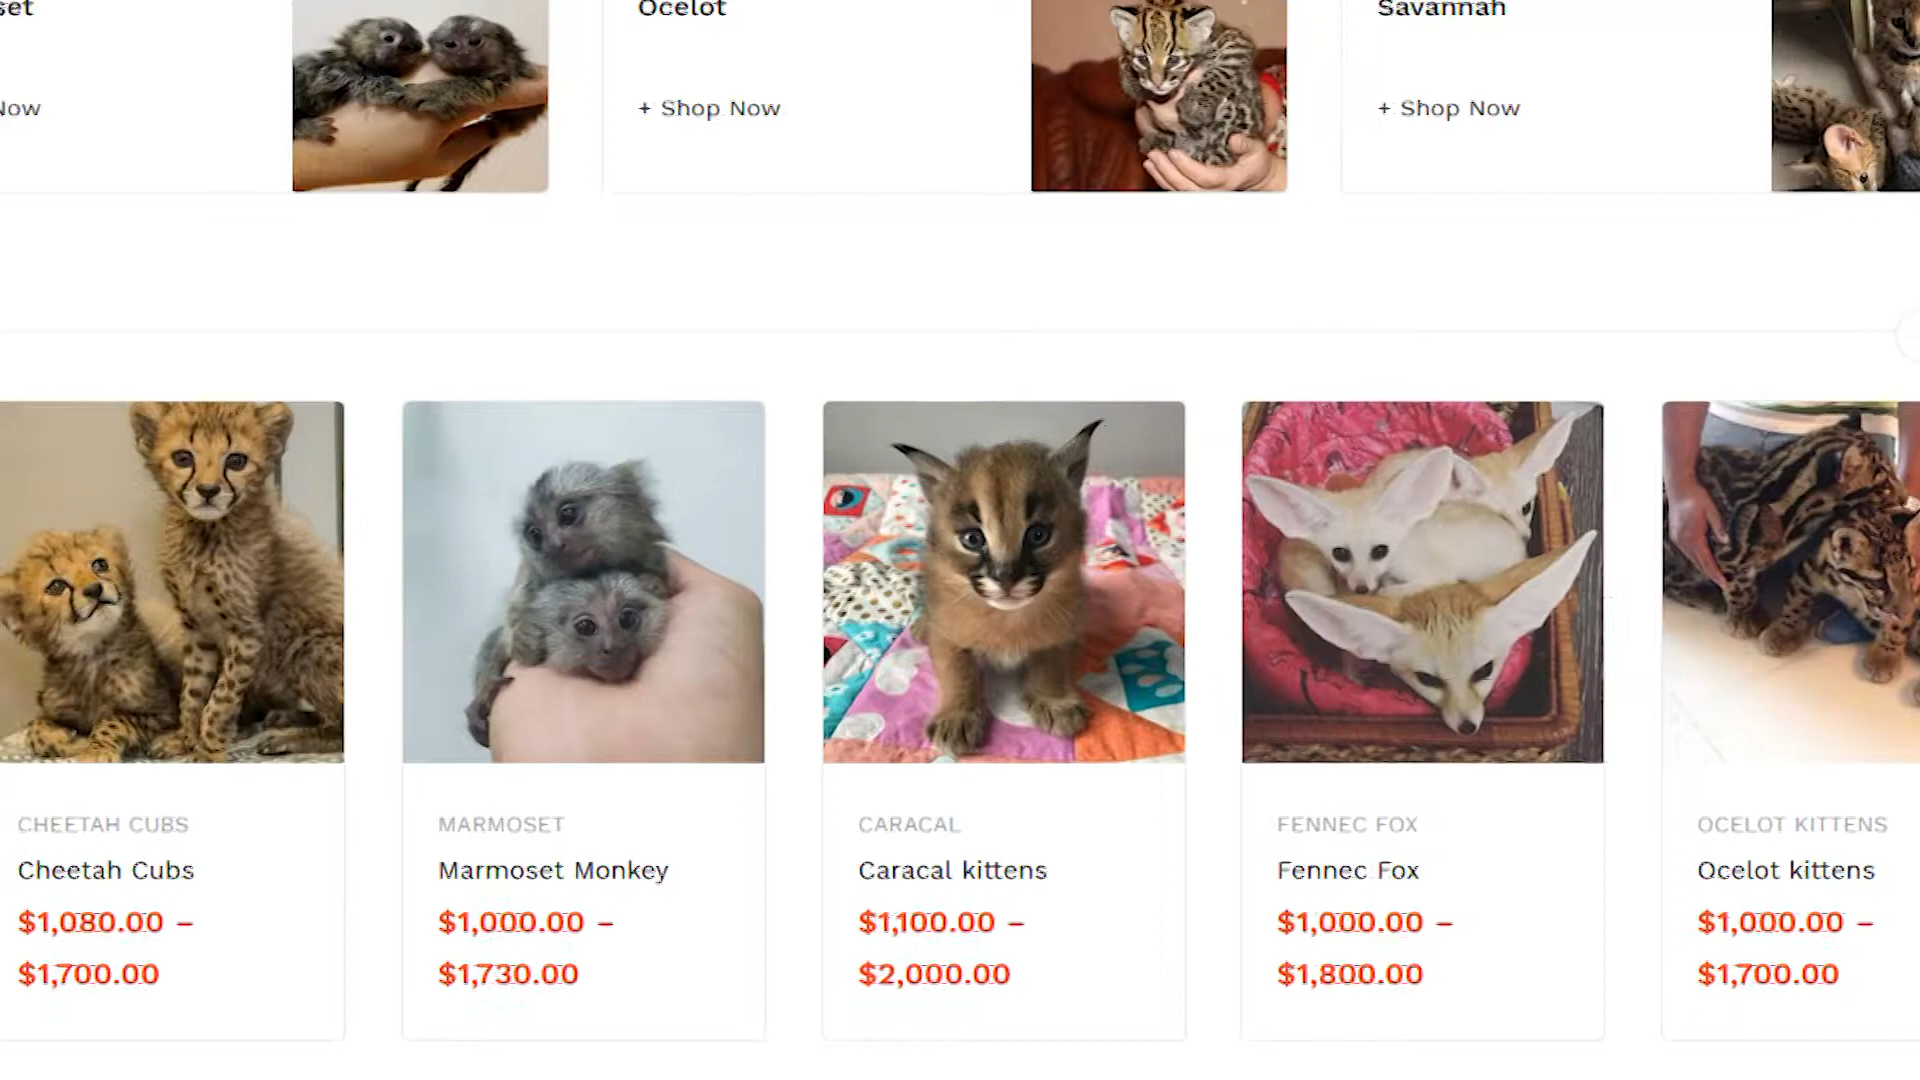 set
Ocelot
Savannah
Now
+ Shop Now
+ Shop Now
CHEETAH CUBS
Cheetah Cubs
$1,080.00 –
$1,700.00
MARMOSET
Marmoset Monkey
$1,000.00 –
$1,730.00
CARACAL
Caracal kittens
$1,100.00 –
$2,000.00
FENNEC FOX
Fennec Fox
$1,000.00 –
$1,800.00
OCELOT KITTENS
Ocelot kittens
$1,000.00 –
$1,700.00